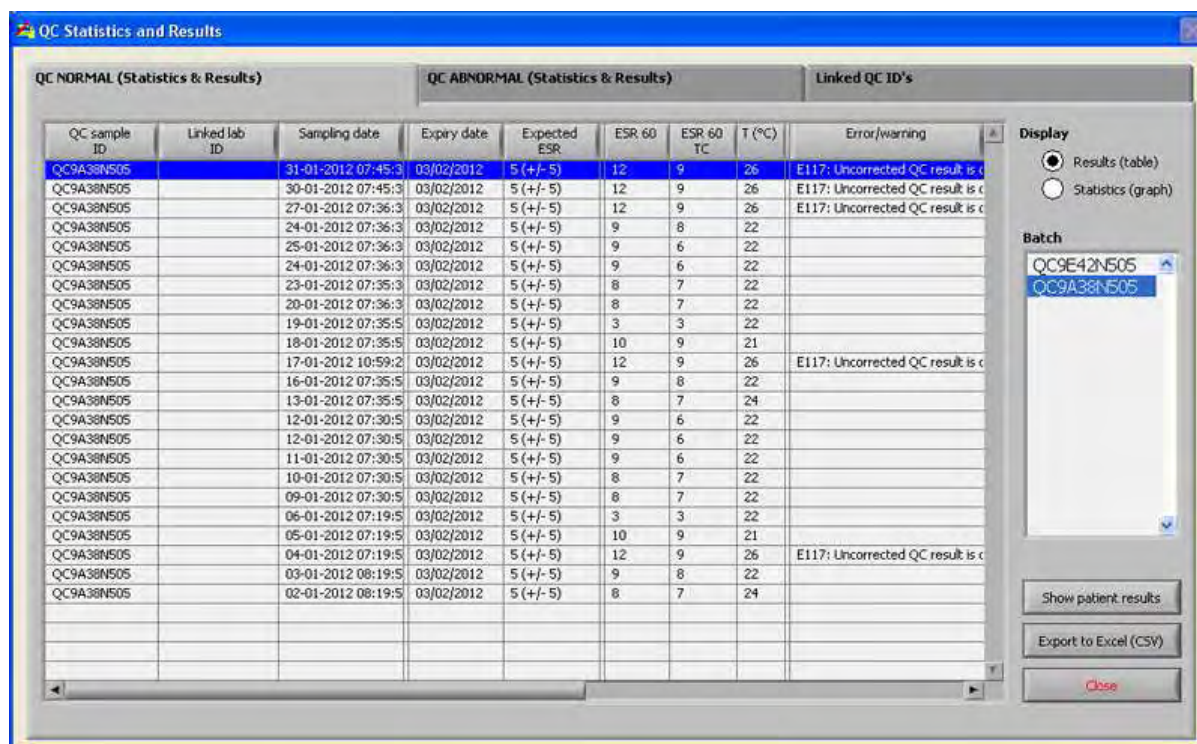 QC Statistics and Results
QC NORMAL (Statistics & Results) QC ABNORMAL (Statistics & Results) Linked QC ID's
QC sample ID Linked lab ID Sampling date Expiry date Expected ESR ESR 60 ESR 60 TC T (°C) Error/warning
QC9A38N505 31-01-2012 07:45:3 03/02/2012 5 (+/- 5) 12 9 26 E117: Uncorrected QC result is c
QC9A38N505 30-01-2012 07:45:3 03/02/2012 5 (+/- 5) 12 9 26 E117: Uncorrected QC result is c
QC9A38N505 27-01-2012 07:36:3 03/02/2012 5 (+/- 5) 12 9 26 E117: Uncorrected QC result is c
QC9A38N505 24-01-2012 07:36:3 03/02/2012 5 (+/- 5) 9 8 22
QC9A38N505 25-01-2012 07:36:3 03/02/2012 5 (+/- 5) 9 6 22
QC9A38N505 24-01-2012 07:36:3 03/02/2012 5 (+/- 5) 9 6 22
QC9A38N505 23-01-2012 07:35:3 03/02/2012 5 (+/- 5) 8 7 22
QC9A38N505 20-01-2012 07:36:3 03/02/2012 5 (+/- 5) 8 7 22
QC9A38N505 19-01-2012 07:35:5 03/02/2012 5 (+/- 5) 3 3 22
QC9A38N505 18-01-2012 07:35:5 03/02/2012 5 (+/- 5) 10 9 21
QC9A38N505 17-01-2012 10:59:2 03/02/2012 5 (+/- 5) 12 9 26 E117: Uncorrected QC result is c
QC9A38N505 16-01-2012 07:35:5 03/02/2012 5 (+/- 5) 9 8 22
QC9A38N505 13-01-2012 07:35:5 03/02/2012 5 (+/- 5) 8 7 24
QC9A38N505 12-01-2012 07:30:5 03/02/2012 5 (+/- 5) 9 6 22
QC9A38N505 12-01-2012 07:30:5 03/02/2012 5 (+/- 5) 9 6 22
QC9A38N505 11-01-2012 07:30:5 03/02/2012 5 (+/- 5) 9 6 22
QC9A38N505 10-01-2012 07:30:5 03/02/2012 5 (+/- 5) 8 7 22
QC9A38N505 09-01-2012 07:30:5 03/02/2012 5 (+/- 5) 8 7 22
QC9A38N505 06-01-2012 07:19:5 03/02/2012 5 (+/- 5) 3 3 22
QC9A38N505 05-01-2012 07:19:5 03/02/2012 5 (+/- 5) 10 9 21
QC9A38N505 04-01-2012 07:19:5 03/02/2012 5 (+/- 5) 12 9 26 E117: Uncorrected QC result is c
QC9A38N505 03-01-2012 08:19:5 03/02/2012 5 (+/- 5) 9 8 22
QC9A38N505 02-01-2012 08:19:5 03/02/2012 5 (+/- 5) 8 7 24
Display
Results (table)
Statistics (graph)
Batch
QC9E42N505
QC9A38N505
Show patient results
Export to Excel (CSV)
Close